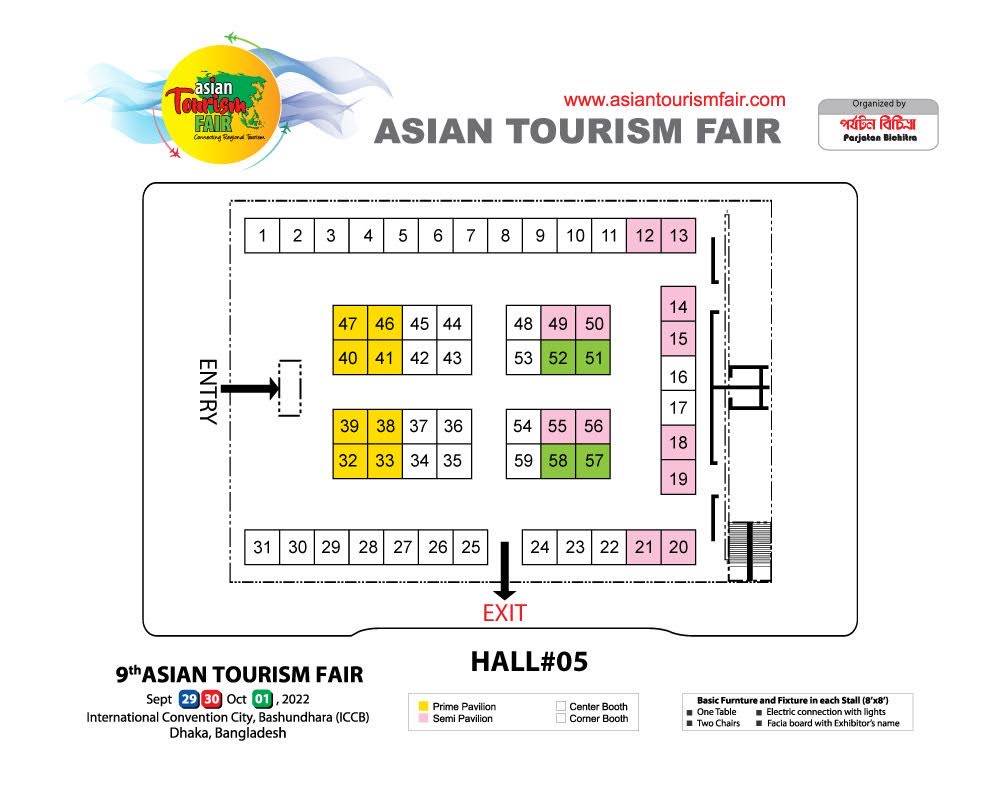 asian
Tourism
FAIR
Connecting Regional Tourism
www.asiantourismfair.com
ASIAN TOURISM FAIR
Organized by
পর্যটন বিচিত্রা
Parjatan Bichitra
1 2 3 4 5 6 7 8 9 10 11 12 13
14
15
16
17
18
19
47 46 45 44 48 49 50
40 41 42 43 53 52 51
ENTRY
39 38 37 36 54 55 56
32 33 34 35 59 58 57
31 30 29 28 27 26 25 24 23 22 21 20
EXIT
HALL#05
9th ASIAN TOURISM FAIR
Sept 29 30 Oct 01 , 2022
International Convention City, Bashundhara (ICCB)
Dhaka, Bangladesh
Prime Pavilion
Semi Pavilion
Center Booth
Corner Booth
Basic Furnture and Fixture in each Stall (8'x8')
One Table
Two Chairs
Electric connection with lights
Facia board with Exhibitor's name